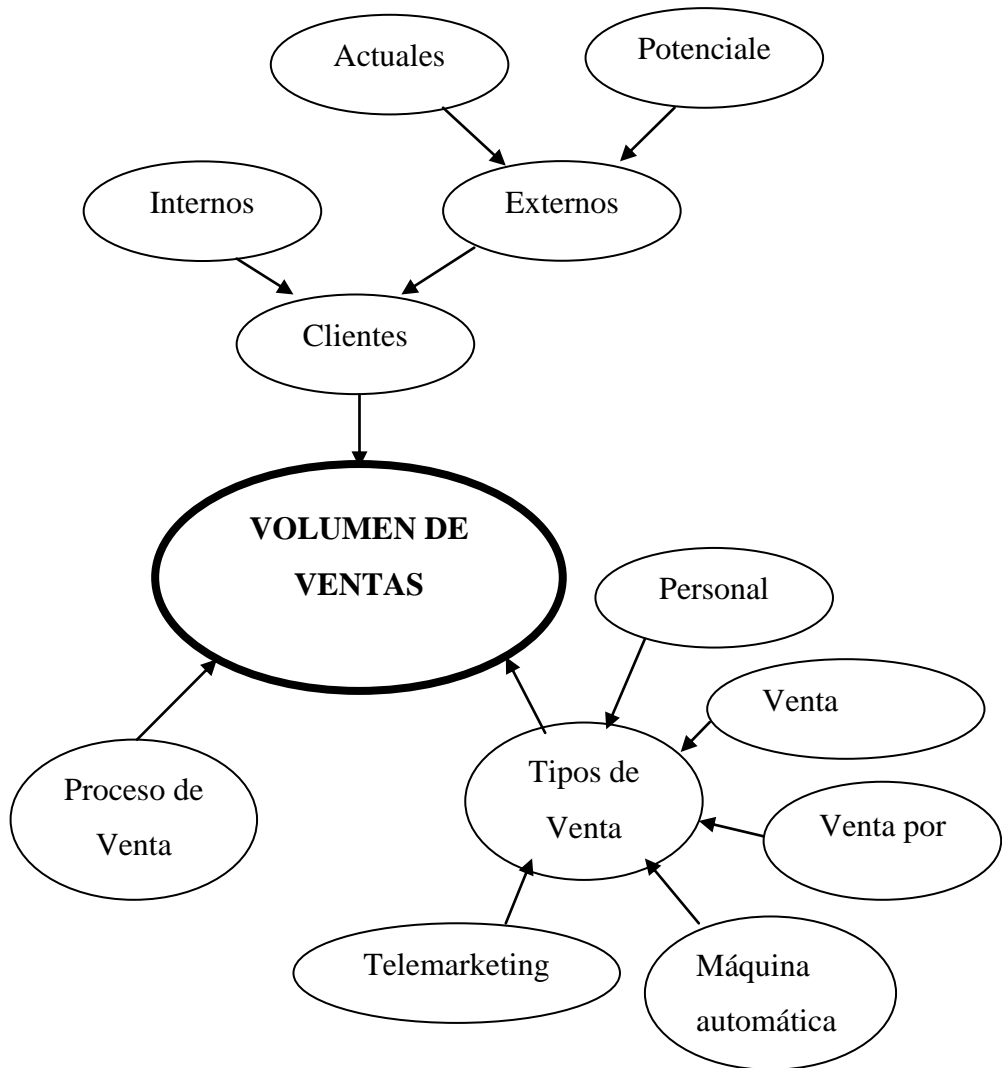 Actuales
Potenciale
Internos
Externos
Clientes
VOLUMEN DE
VENTAS
Personal
Venta
Tipos de
Venta
Proceso de
Venta
Venta por
Telemarketing
Máquina
automática